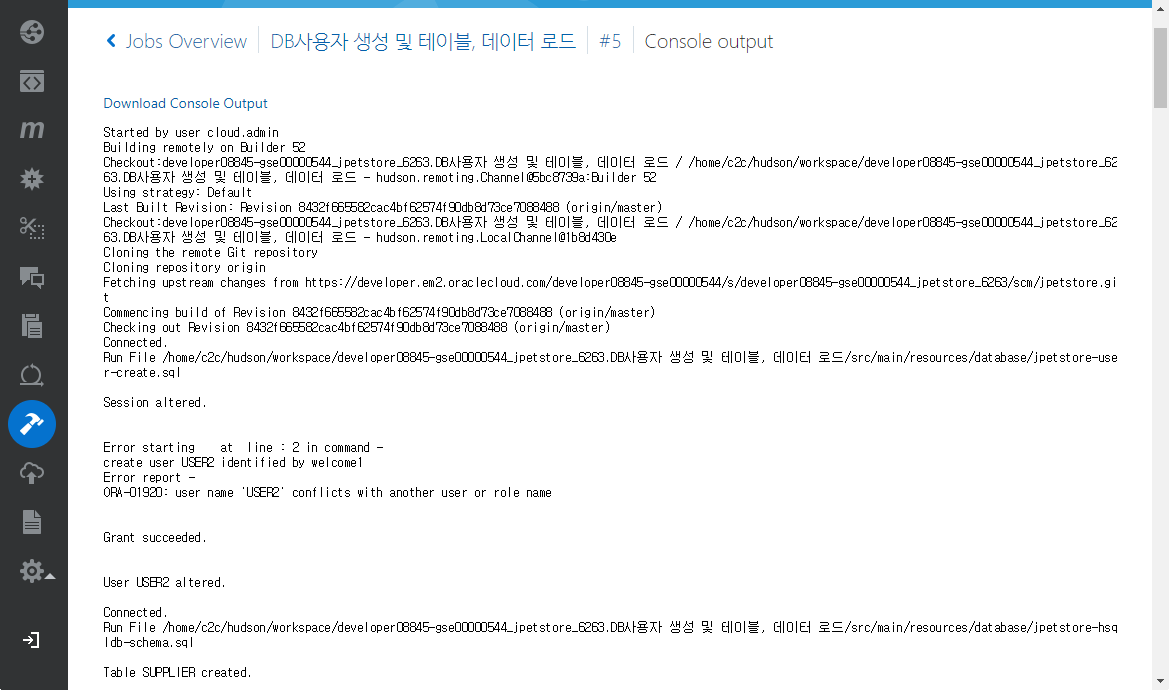 Jobs Overview DB사용자 생성 및 테이블, 데이터 로드 #5 Console output
Download Console Output
Started by user cloud.admin
Building remotely on Builder 52
Checkout:developer08845-gse00000544_jpetstore_6263.DB사용자 생성 및 테이블, 데이터 로드 / /home/c2c/hudson/workspace/developer08845-gse00000544_jpetstore_62
63.DB사용자 생성 및 테이블, 데이터 로드 - hudson.remoting.Channel@5bc8739a:Builder 52
Using strategy: Default
Last Built Revision: Revision 8432f665582cac4bf62574f90db8d73ce7088488 (origin/master)
Checkout:developer08845-gse00000544_jpetstore_6263.DB사용자 생성 및 테이블, 데이터 로드 / /home/c2c/hudson/workspace/developer08845-gse00000544_jpetstore_62
63.DB사용자 생성 및 테이블, 데이터 로드 - hudson.remoting.LocalChannel@1b8d430e
Cloning the remote Git repository
Cloning repository origin
Fetching upstream changes from https://developer.em2.oraclecloud.com/developer08845-gse00000544/s/developer08845-gse00000544_jpetstore_6263/scm/jpetstore.gi
t
Commencing build of Revision 8432f665582cac4bf62574f90db8d73ce7088488 (origin/master)
Checking out Revision 8432f665582cac4bf62574f90db8d73ce7088488 (origin/master)
Connected.
Run File /home/c2c/hudson/workspace/developer08845-gse00000544_jpetstore_6263.DB사용자 생성 및 테이블, 데이터 로드/src/main/resources/database/jpetstore-use
r-create.sql
Session altered.
Error starting    at  line : 2 in command -
create user USER2 identified by welcome1
Error report -
ORA-01920: user name 'USER2' conflicts with another user or role name
Grant succeeded.
User USER2 altered.
Connected.
Run File /home/c2c/hudson/workspace/developer08845-gse00000544_jpetstore_6263.DB사용자 생성 및 테이블, 데이터 로드/src/main/resources/database/jpetstore-hsq
ldb-schema.sql
Table SUPPLIER created.